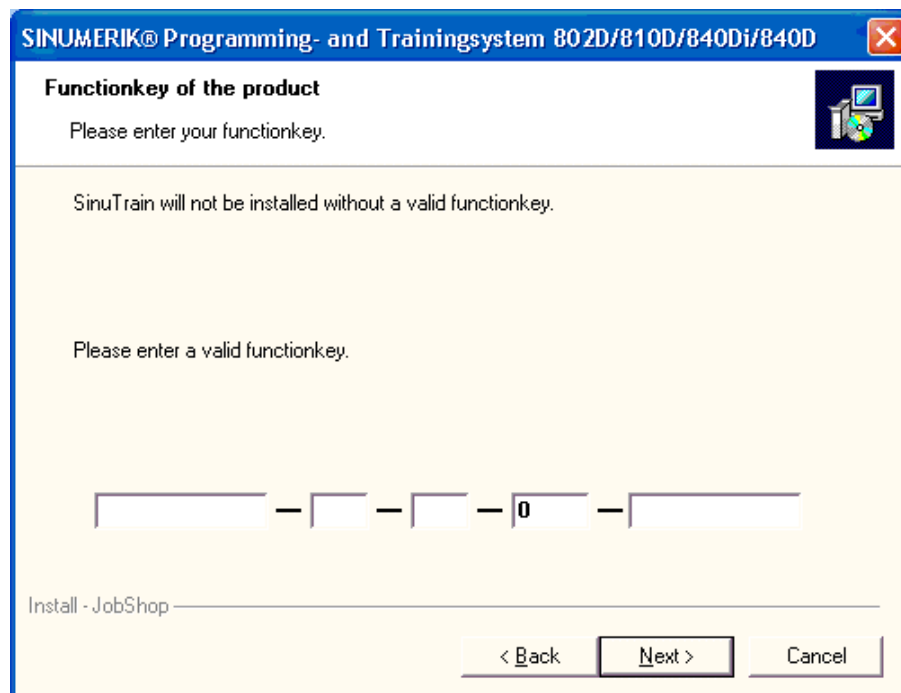 SINUMERIK® Programming- and Trainingsystem 802D/810D/840Di/840D
Functionkey of the product
Please enter your functionkey.
SinuTrain will not be installed without a valid functionkey.
Please enter a valid functionkey.
— — — 0 —
Install - JobShop
< Back Next > Cancel